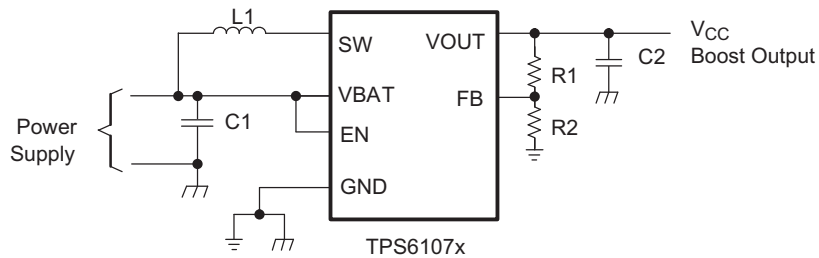 L1
SW
VOUT
V_CC
Boost Output
C2
R1
VBAT
FB
Power
Supply
C1
EN
R2
GND
TPS6107x